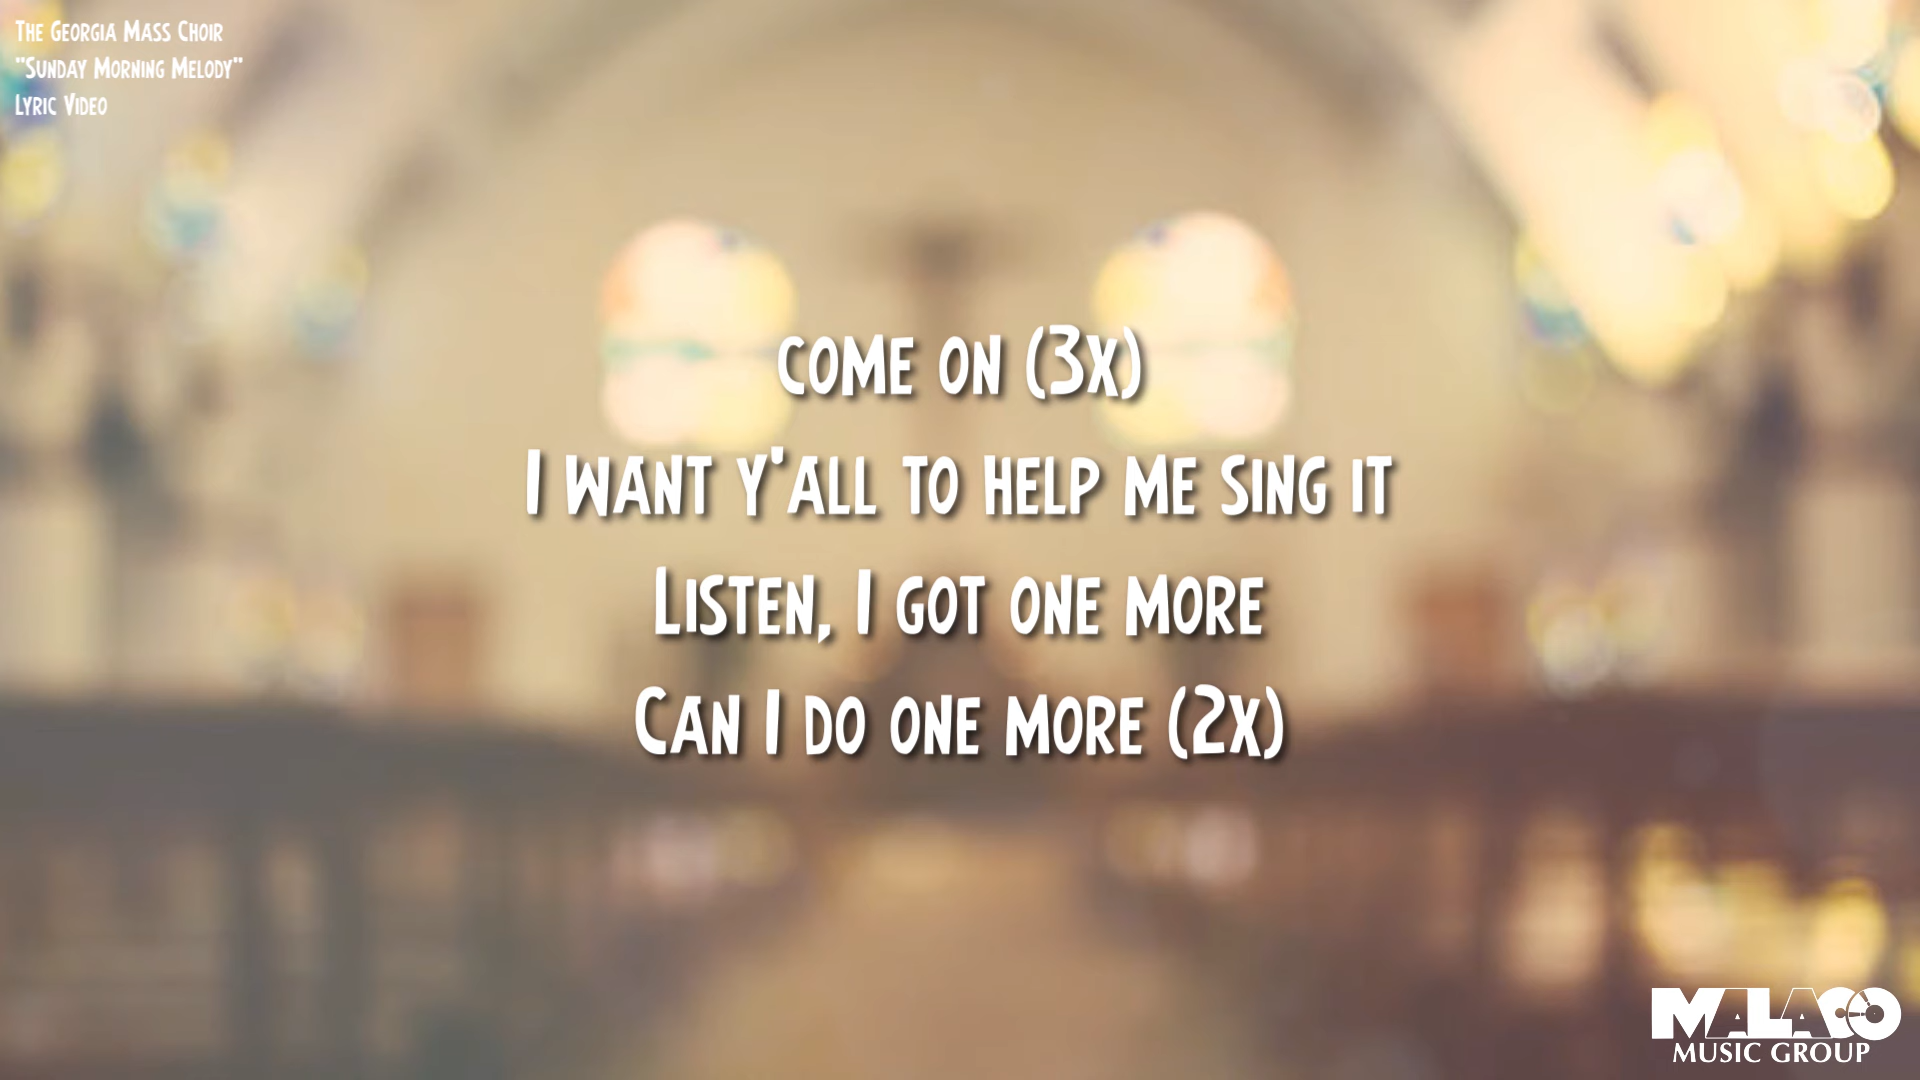 The Georgia Mass Choir
"Sunday Morning Melody"
Lyric Video
come on (3x)
I want y'all to help me sing it
Listen, I got one more
Can I do one more (2x)
MALACO
MUSIC GROUP